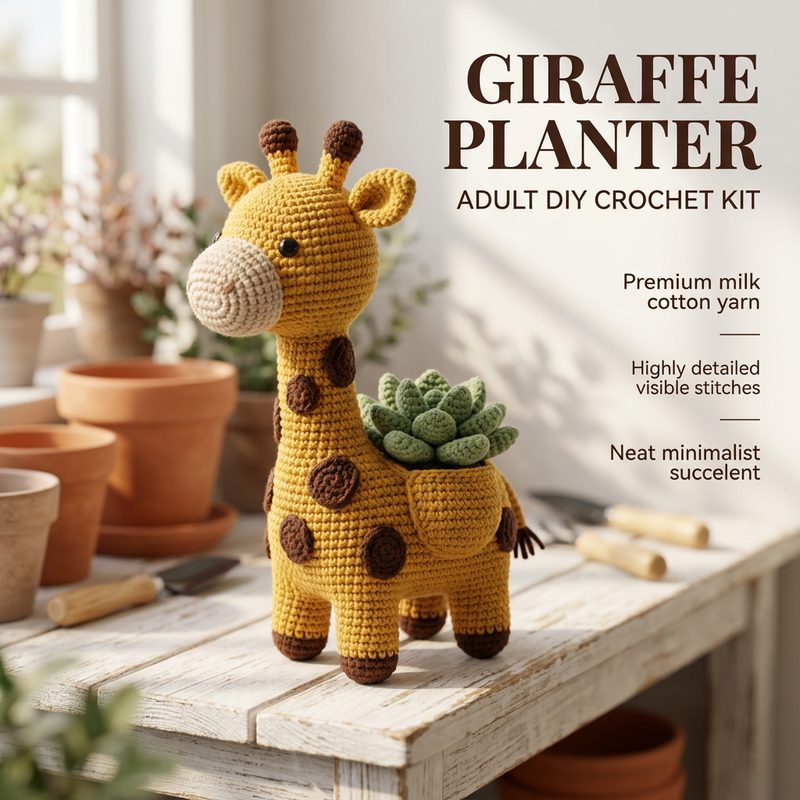 GIRAFFE
PLANTER
ADULT DIY CROCHET KIT
Premium milk
cotton yarn
Highly detailed
visible stitches
Neat minimalist
succelent